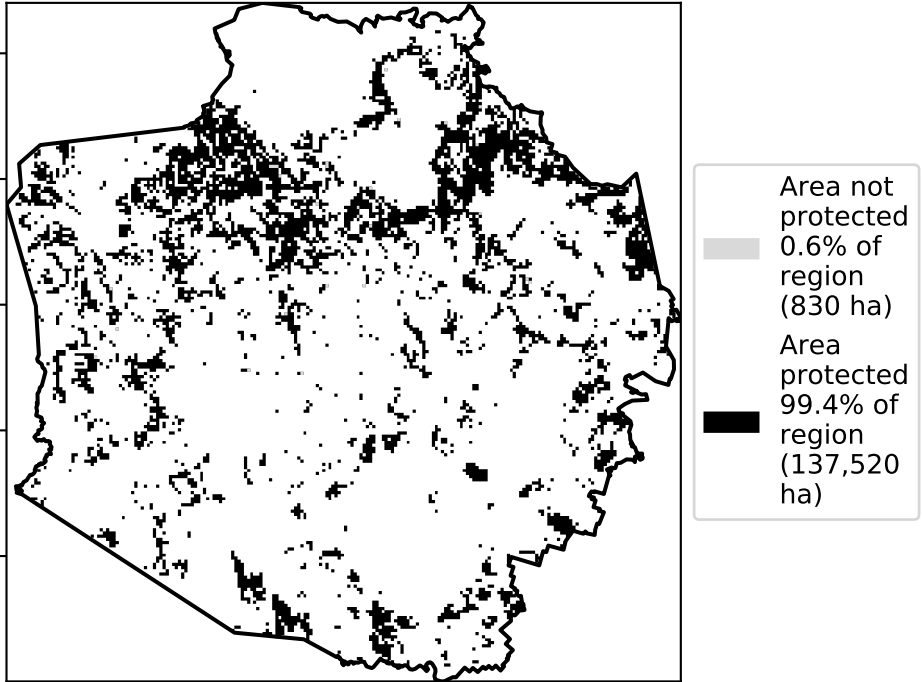 Area not
protected
0.6% of
region
(830 ha)
Area
protected
99.4% of
region
(137,520
ha)